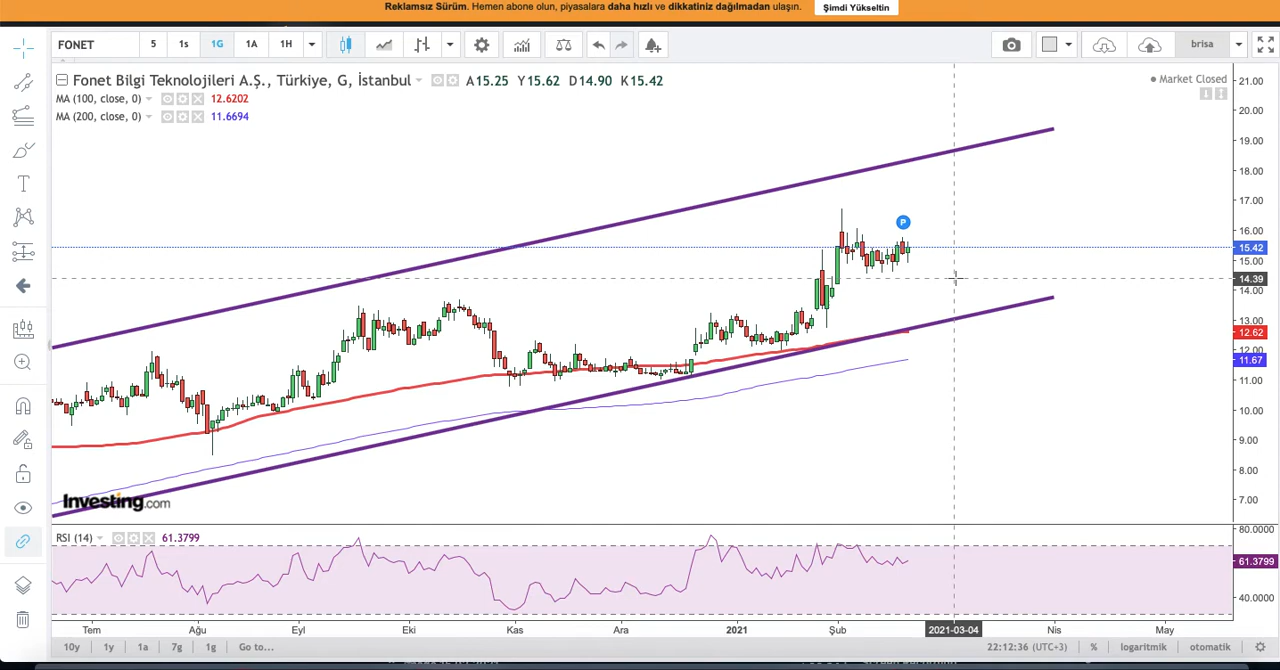 Reklamsız Sürüm. Hemen abone olun, piyasalara daha hızlı ve dikkatiniz dağılmadan ulaşın. Şimdi Yükseltin
FONET 5 1s 1G 1A 1H brisa
Fonet Bilgi Teknolojileri A.Ş., Türkiye, G, İstanbul A15.25 Y15.62 D14.90 K15.42
Market Closed
MA (100, close, 0) 12.6202
MA (200, close, 0) 11.6694
21.00
20.00
19.00
18.00
17.00
P
16.00
15.42
15.00
14.39
14.00
13.00
12.62
12.00
11.67
11.00
10.00
9.00
8.00
7.00
Investing.com
RSI (14) 61.3799
80.0000
61.3799
40.0000
Tem Ağu Eyl Eki Kas Ara 2021 Şub 2021-03-04 Nis May
10y 1y 1a 7g 1g Go to... 22:12:36 (UTC+3) % logaritmik otomatik